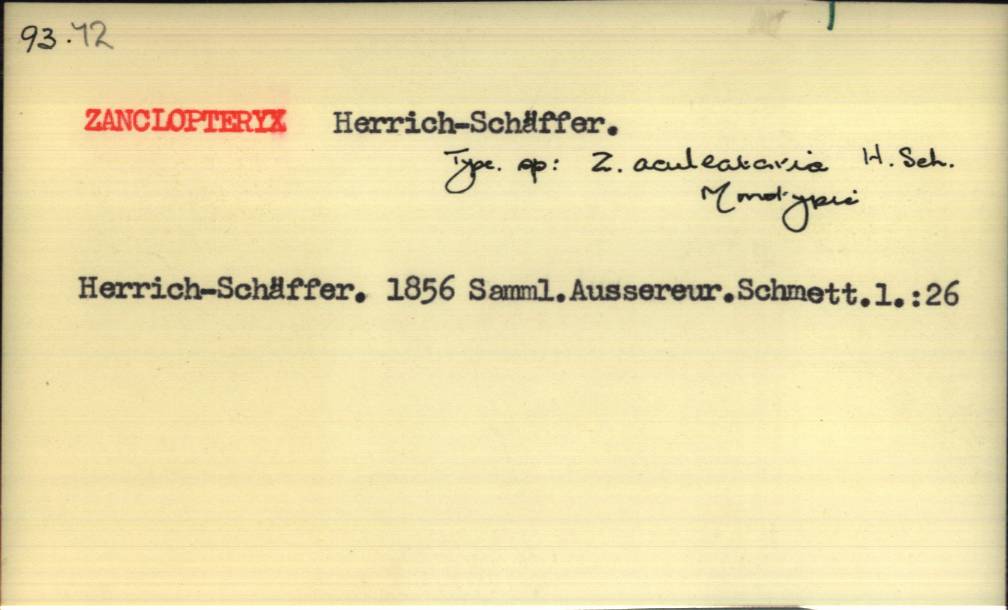 93.72
ZANCLOPTERYX Herrich-Schäffer.
Type. sp: Z. aculeataria H. Sch.
Monotypic
Herrich-Schäffer. 1856 Samml.Aussereur.Schmett.1.:26